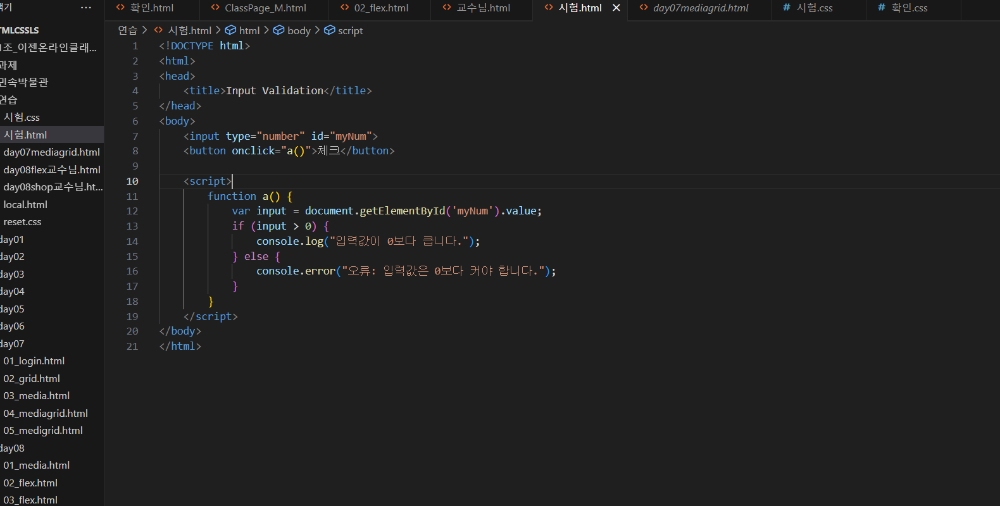 색기 ···
확인.html ClassPage_M.html 02_flex.html 교수님.html 시험.html × day07mediagrid.html # 시험.css # 확인.css
TMLCSSLS
연습 > 시험.html > html > body > script
1조_이젠온라인클래...
과제
민속박물관
연습
시험.css
시험.html
day07mediagrid.html
day08flex교수님.html
day08shop교수님.ht...
local.html
reset.css
day01
day02
day03
day04
day05
day06
day07
01_login.html
02_grid.html
03_media.html
04_mediagrid.html
05_medigrid.html
day08
01_media.html
02_flex.html
03_flex.html
1 <!DOCTYPE html>
2 <html>
3 <head>
4 <title>Input Validation</title>
5 </head>
6 <body>
7 <input type="number" id="myNum">
8 <button onclick="a()">체크</button>
9
10 <script>
11 function a() {
12 var input = document.getElementById('myNum').value;
13 if (input > 0) {
14 console.log("입력값이 0보다 큽니다.");
15 } else {
16 console.error("오류: 입력값은 0보다 커야 합니다.");
17 }
18 }
19 </script>
20 </body>
21 </html>